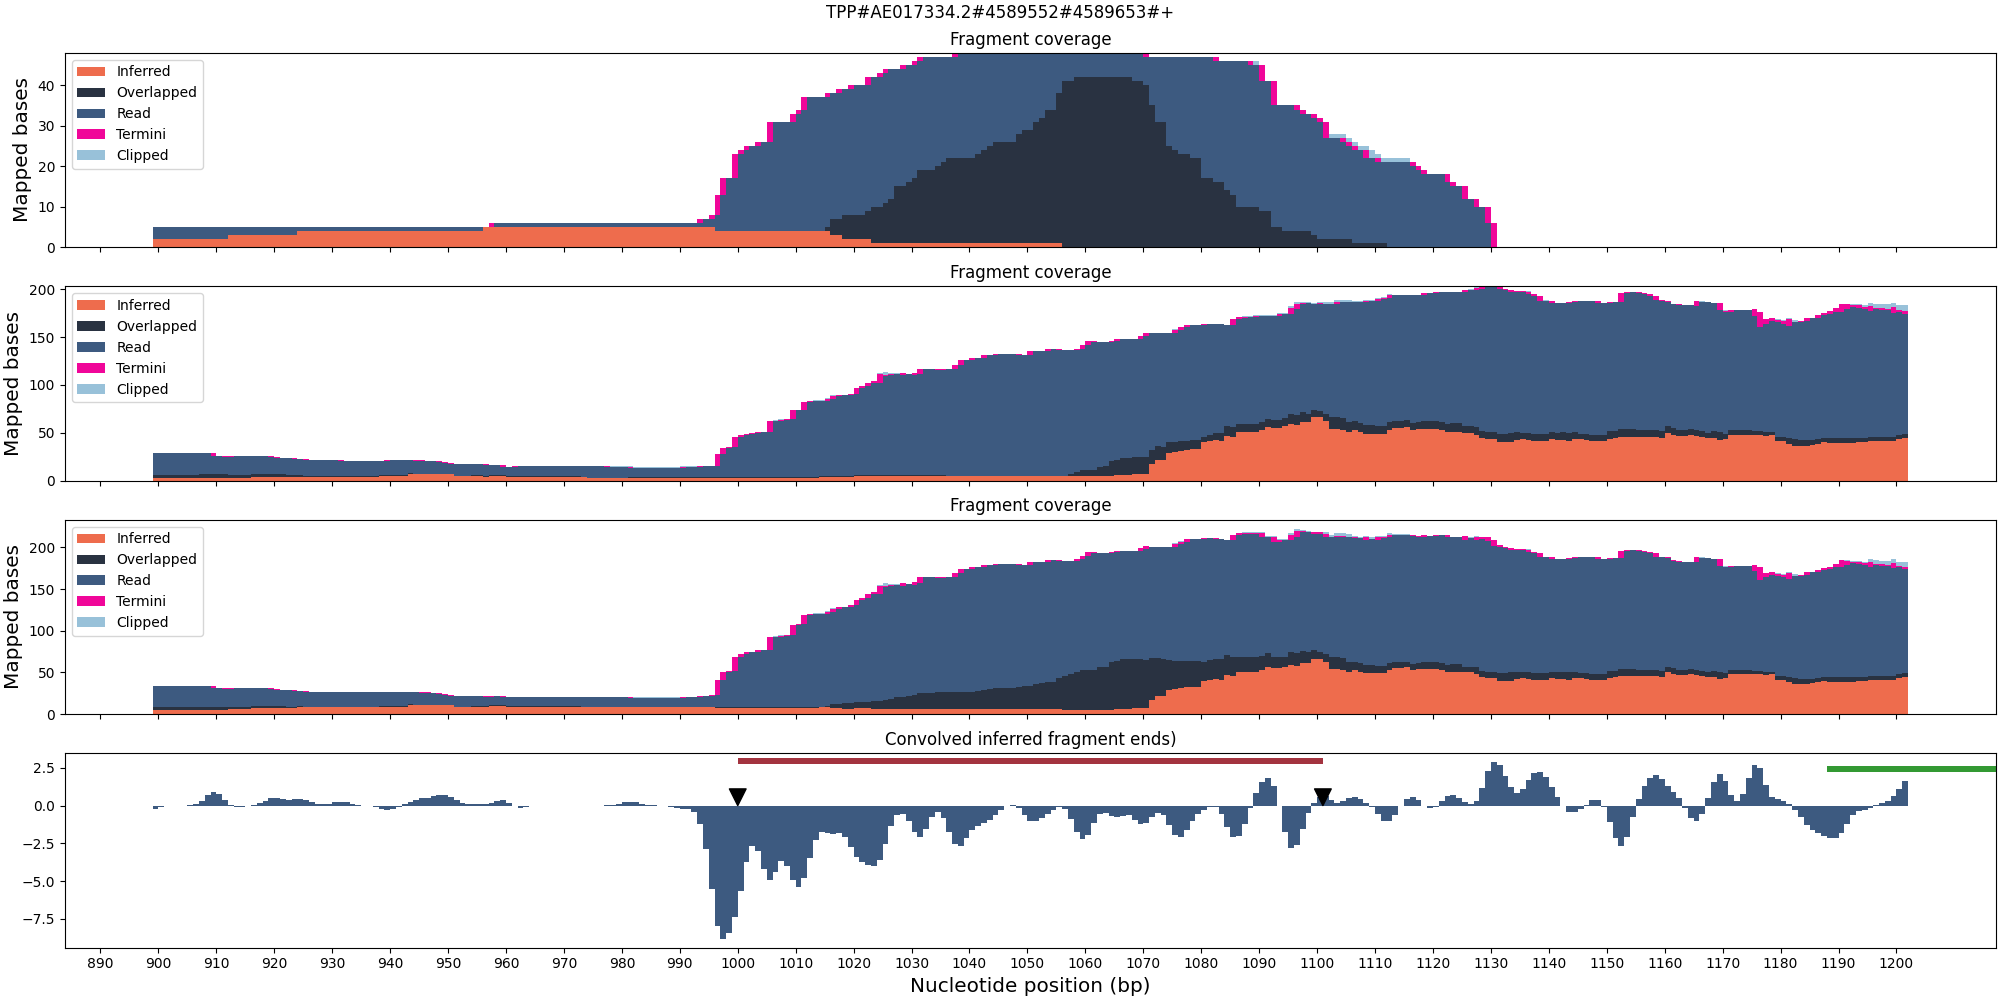 TPP#AE017334.2#4589552#4589653#+
Fragment coverage
Mapped bases
40
30
20
10
0
Inferred
Overlapped
Read
Termini
Clipped
Fragment coverage
Mapped bases
200
150
100
50
0
Inferred
Overlapped
Read
Termini
Clipped
Fragment coverage
Mapped bases
200
150
100
50
0
Inferred
Overlapped
Read
Termini
Clipped
Convolved inferred fragment ends)
2.5
0.0
−2.5
−5.0
−7.5
890 900 910 920 930 940 950 960 970 980 990 1000 1010 1020 1030 1040 1050 1060 1070 1080 1090 1100 1110 1120 1130 1140 1150 1160 1170 1180 1190 1200
Nucleotide position (bp)